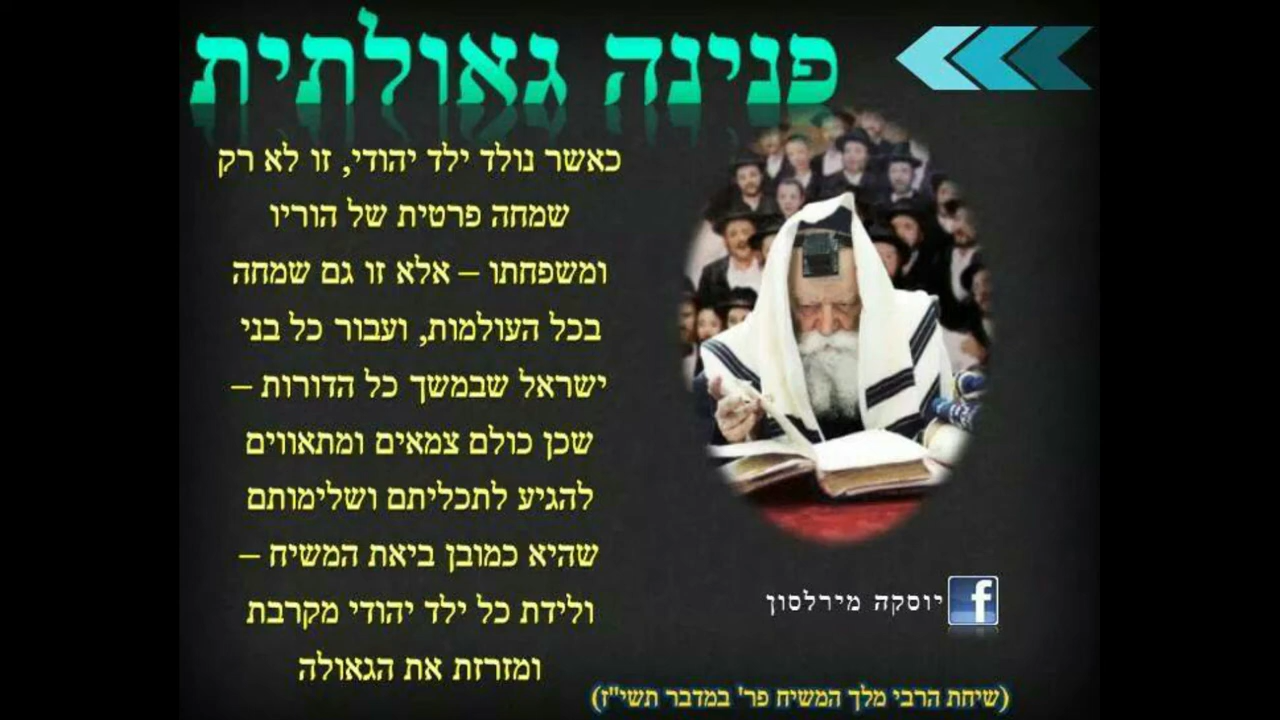 פנינה גאולתית
כאשר נולד ילד יהודי, זו לא רק
שמחה פרטית של הוריו
ומשפחתו – אלא זו גם שמחה
בכל העולמות, ועבור כל בני
ישראל שבמשך כל הדורות –
שכן כולם צמאים ומתאווים
להגיע לתכליתם ושלימותם
שהיא כמובן ביאת המשיח –
ולידת כל ילד יהודי מקרבת
ומזרזת את הגאולה
יוסקה מירלסון
(שיחת הרבי מלך המשיח פר' במדבר תשי"ז)